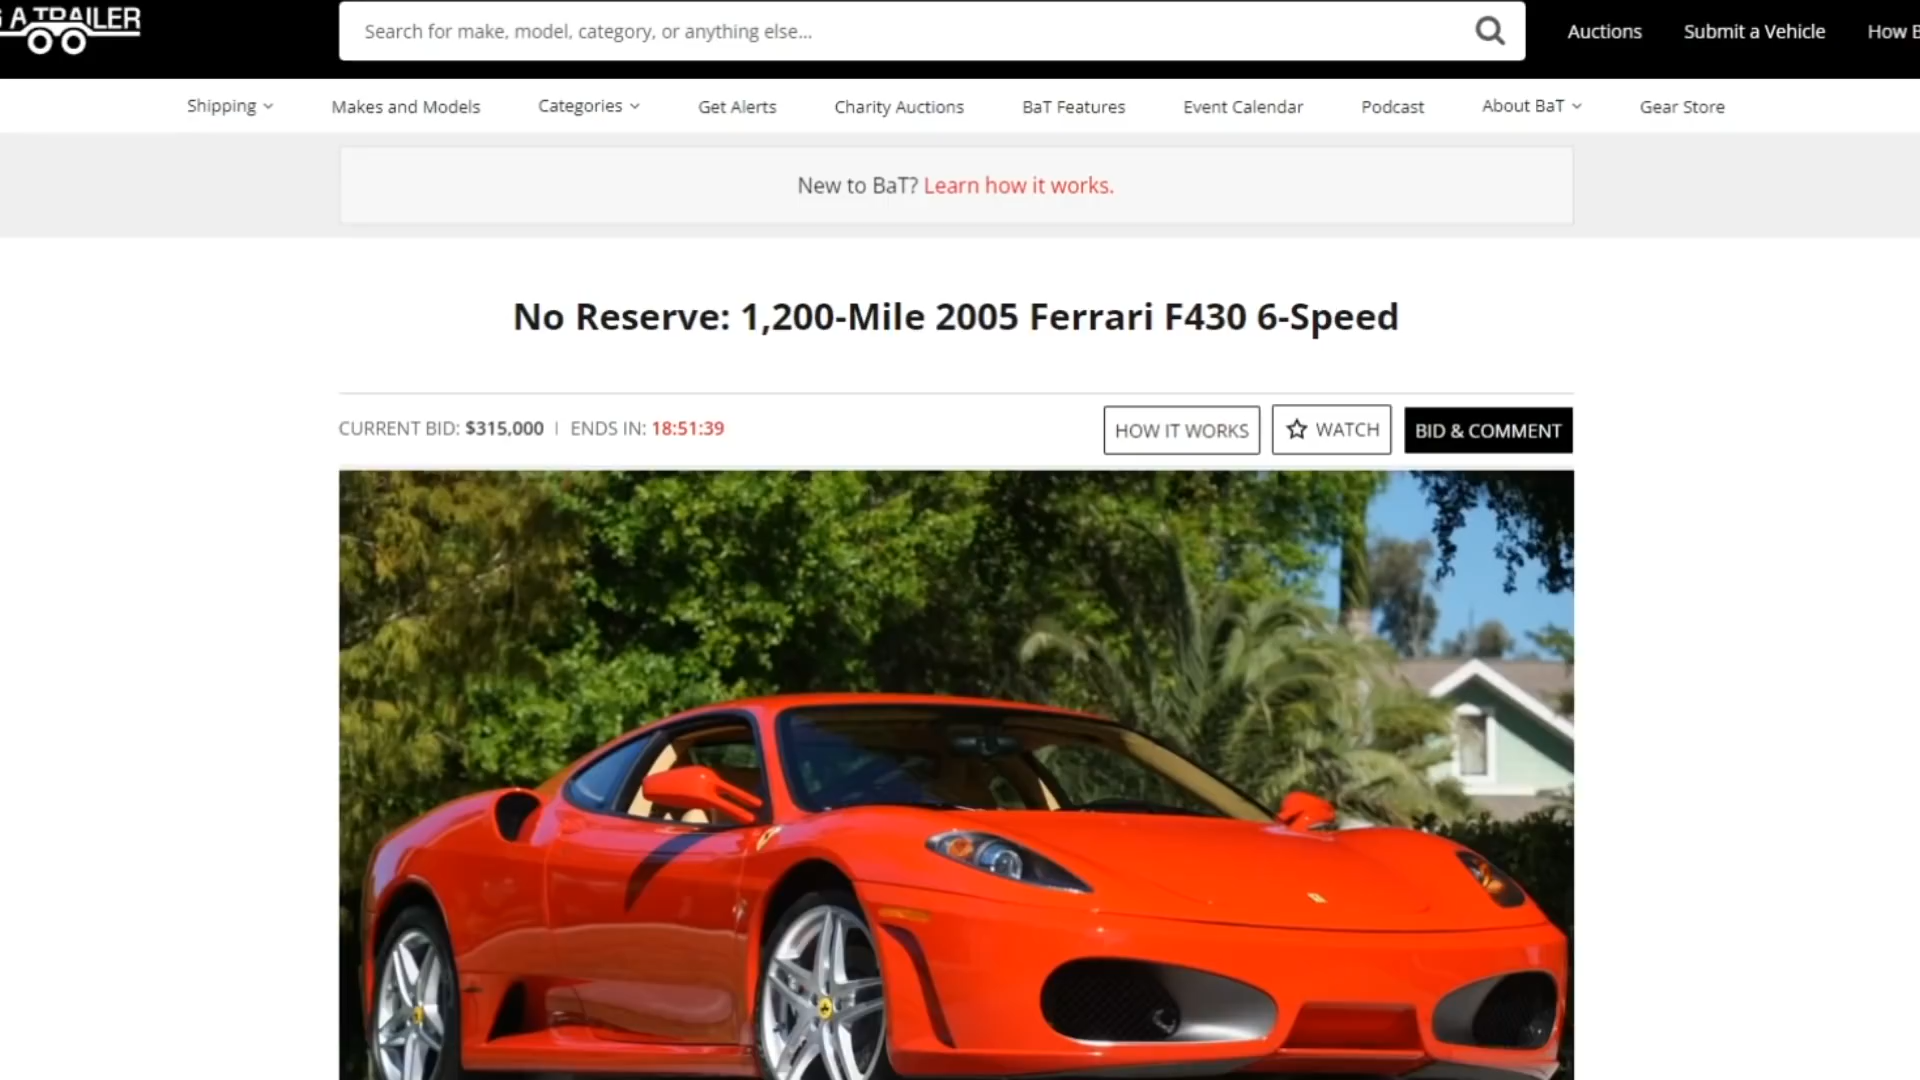 G A TRAILER
Search for make, model, category, or anything else...
Auctions
Submit a Vehicle
How B
Shipping
Makes and Models
Categories
Get Alerts
Charity Auctions
BaT Features
Event Calendar
Podcast
About BaT
Gear Store
New to BaT? Learn how it works.
No Reserve: 1,200-Mile 2005 Ferrari F430 6-Speed
CURRENT BID: $315,000 | ENDS IN: 18:51:39
HOW IT WORKS
WATCH
BID & COMMENT